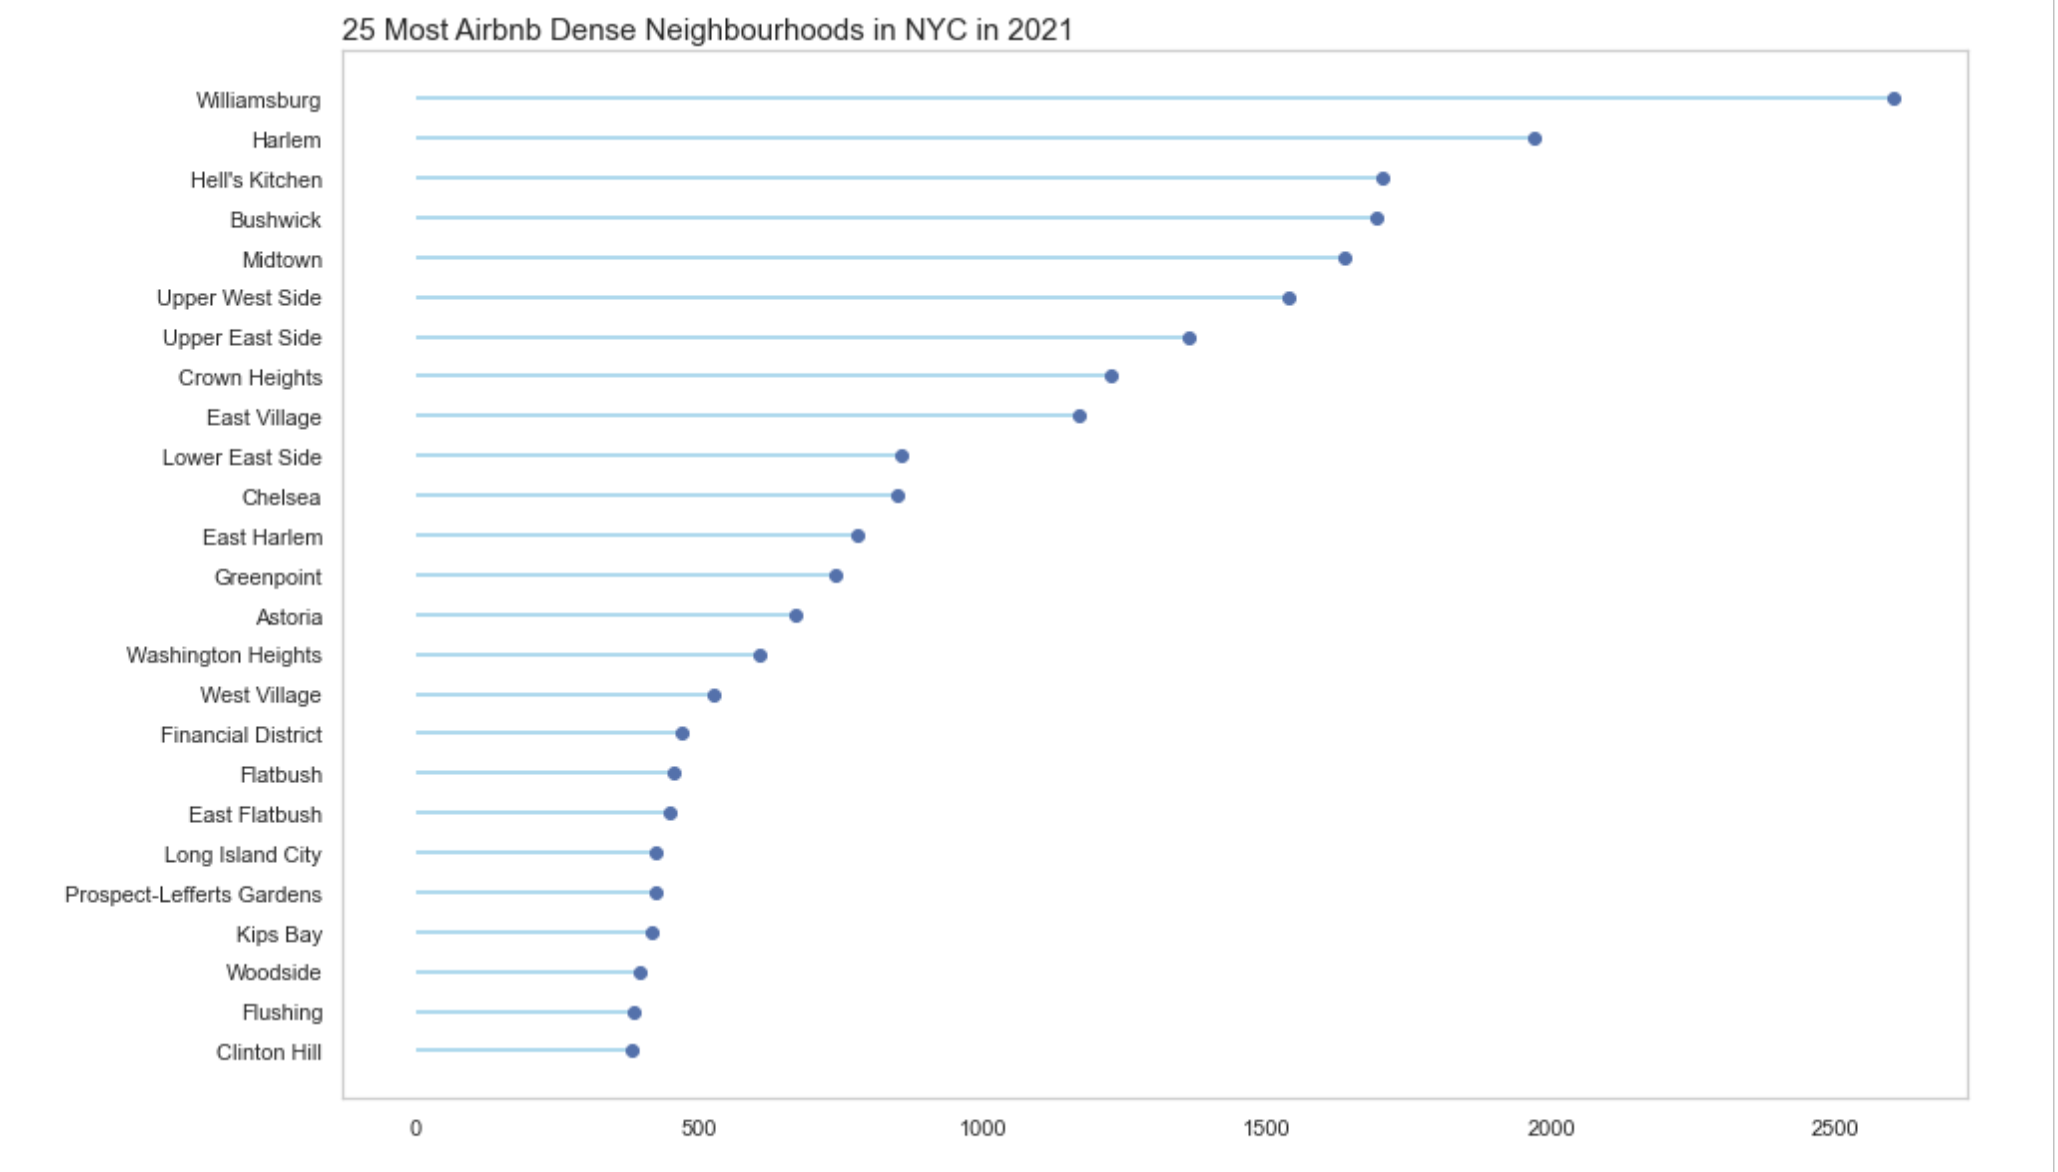 25 Most Airbnb Dense Neighbourhoods in NYC in 2021
Williamsburg
Harlem
Hell's Kitchen
Bushwick
Midtown
Upper West Side
Upper East Side
Crown Heights
East Village
Lower East Side
Chelsea
East Harlem
Greenpoint
Astoria
Washington Heights
West Village
Financial District
Flatbush
East Flatbush
Long Island City
Prospect-Lefferts Gardens
Kips Bay
Woodside
Flushing
Clinton Hill
0 500 1000 1500 2000 2500